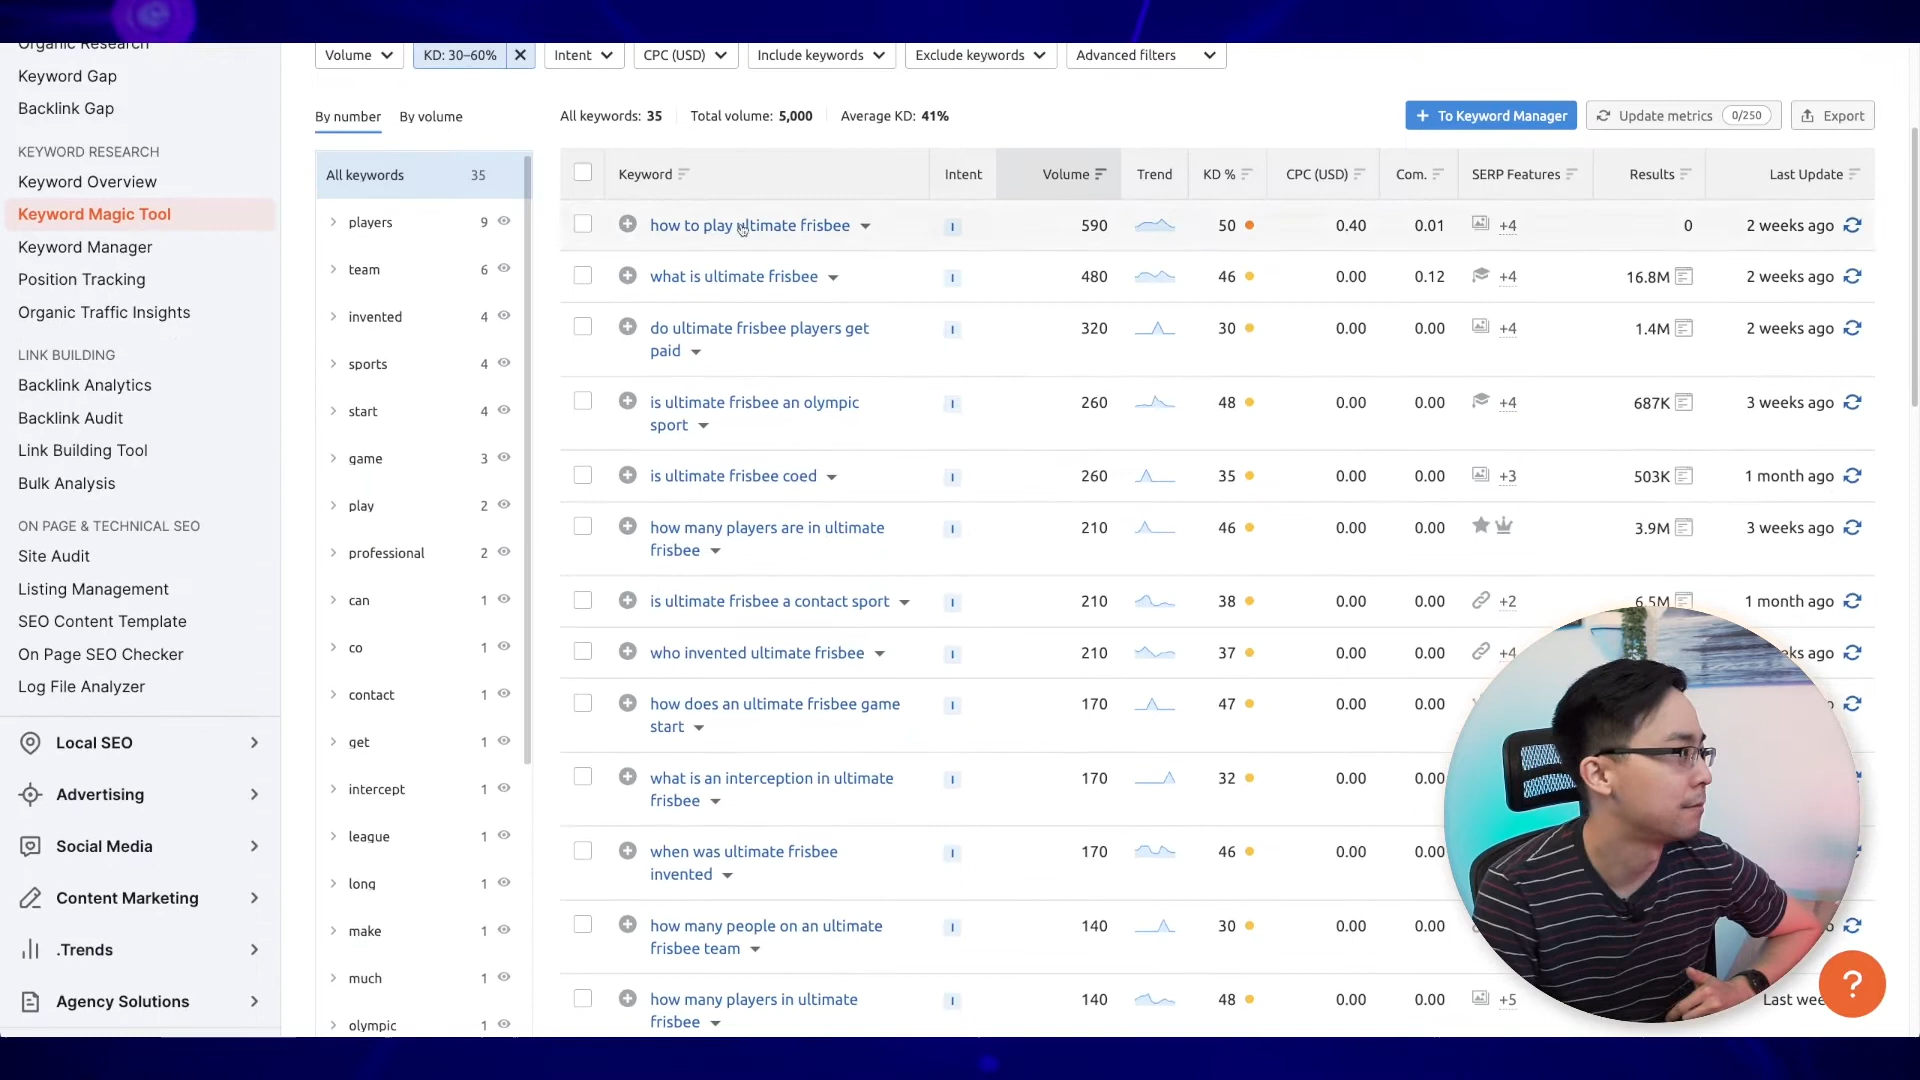 Organic Research
Keyword Gap
Backlink Gap
KEYWORD RESEARCH
Keyword Overview
Keyword Magic Tool
Keyword Manager
Position Tracking
Organic Traffic Insights
LINK BUILDING
Backlink Analytics
Backlink Audit
Link Building Tool
Bulk Analysis
ON PAGE & TECHNICAL SEO
Site Audit
Listing Management
SEO Content Template
On Page SEO Checker
Log File Analyzer
Local SEO
Advertising
Social Media
Content Marketing
.Trends
Agency Solutions
Volume KD: 30–60% Intent CPC (USD) Include keywords Exclude keywords Advanced filters
By number By volume
All keywords: 35 Total volume: 5,000 Average KD: 41%
+ To Keyword Manager Update metrics 0/250 Export
All keywords 35
players 9
team 6
invented 4
sports 4
start 4
game 3
play 2
professional 2
can 1
co 1
contact 1
get 1
intercept 1
league 1
long 1
make 1
much 1
olympic 1
Keyword Intent Volume Trend KD % CPC (USD) Com. SERP Features Results Last Update
how to play ultimate frisbee I 590 50 0.40 0.01 +4 0 2 weeks ago
what is ultimate frisbee I 480 46 0.00 0.12 +4 16.8M 2 weeks ago
do ultimate frisbee players get I 320 30 0.00 0.00 +4 1.4M 2 weeks ago
paid
is ultimate frisbee an olympic I 260 48 0.00 0.00 +4 687K 3 weeks ago
sport
is ultimate frisbee coed I 260 35 0.00 0.00 +3 503K 1 month ago
how many players are in ultimate I 210 46 0.00 0.00 3.9M 3 weeks ago
frisbee
is ultimate frisbee a contact sport I 210 38 0.00 0.00 +2 6.5M 1 month ago
who invented ultimate frisbee I 210 37 0.00 0.00 +4 ago
how does an ultimate frisbee game I 170 47 0.00 0.00
start
what is an interception in ultimate I 170 32 0.00 0.00
frisbee
when was ultimate frisbee I 170 46 0.00 0.00
invented
how many people on an ultimate I 140 30 0.00 0.00
frisbee team
how many players in ultimate I 140 48 0.00 0.00 +5 Last
frisbee
?